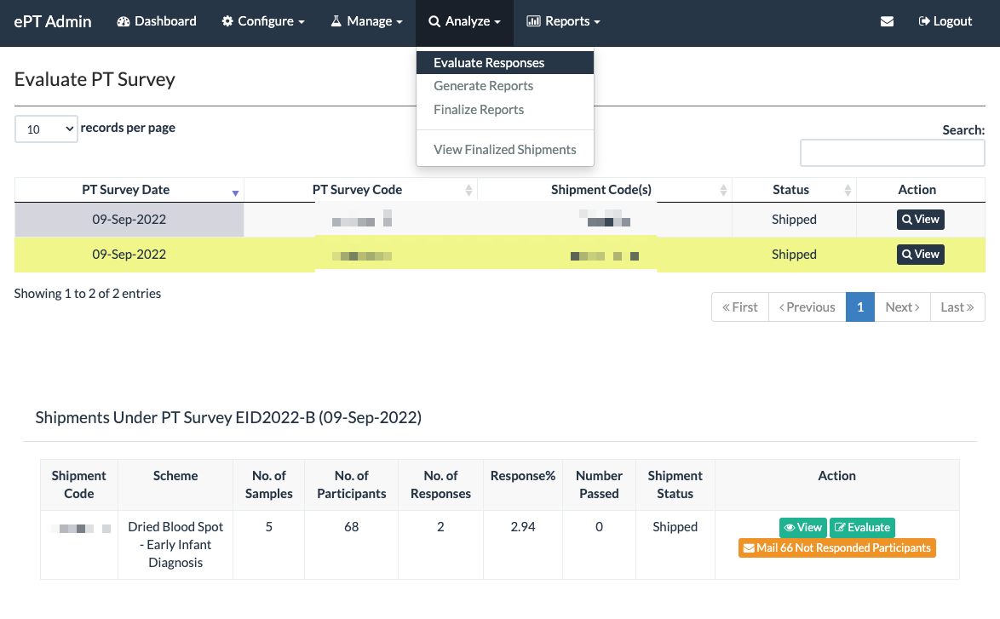 ePT Admin Dashboard Configure Manage Analyze Reports Logout
Evaluate Responses
Generate Reports
Finalize Reports
View Finalized Shipments
Evaluate PT Survey
10 records per page
Search:
PT Survey Date PT Survey Code Shipment Code(s) Status Action
09-Sep-2022 Shipped View
09-Sep-2022 Shipped View
Showing 1 to 2 of 2 entries
« First ‹ Previous 1 Next › Last »
Shipments Under PT Survey EID2022-B (09-Sep-2022)
Shipment Scheme No. of No. of No. of Response% Number Shipment Action
Code Samples Participants Responses Passed Status
Dried Blood Spot 5 68 2 2.94 0 Shipped View Evaluate
- Early Infant Mail 66 Not Responded Participants
Diagnosis